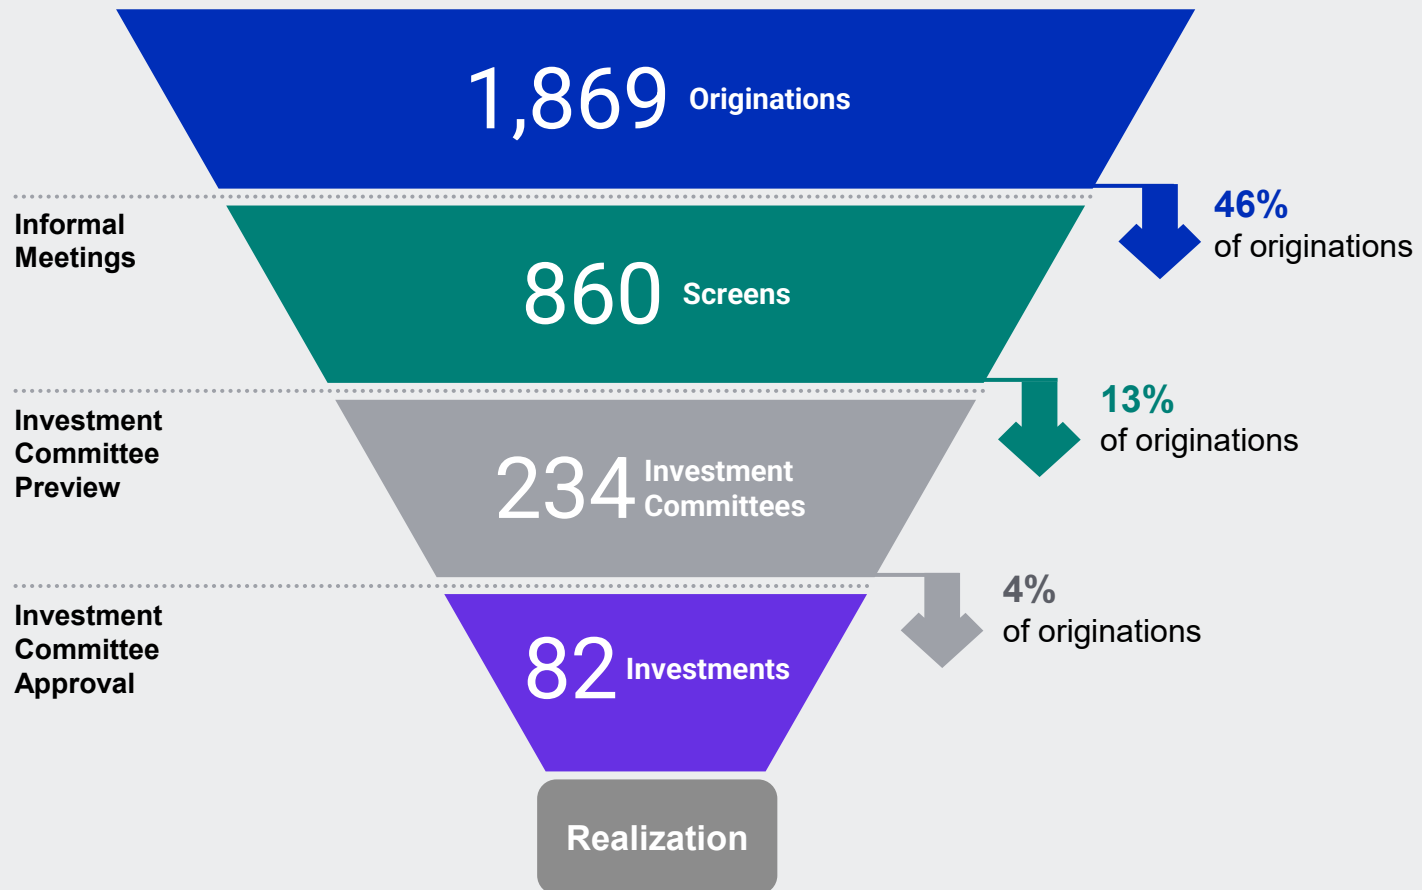 1,869 Originations
46%
of originations
Informal
Meetings
860 Screens
13%
of originations
Investment
Committee
Preview
234 Investment
Committees
4%
of originations
Investment
Committee
Approval
82 Investments
Realization